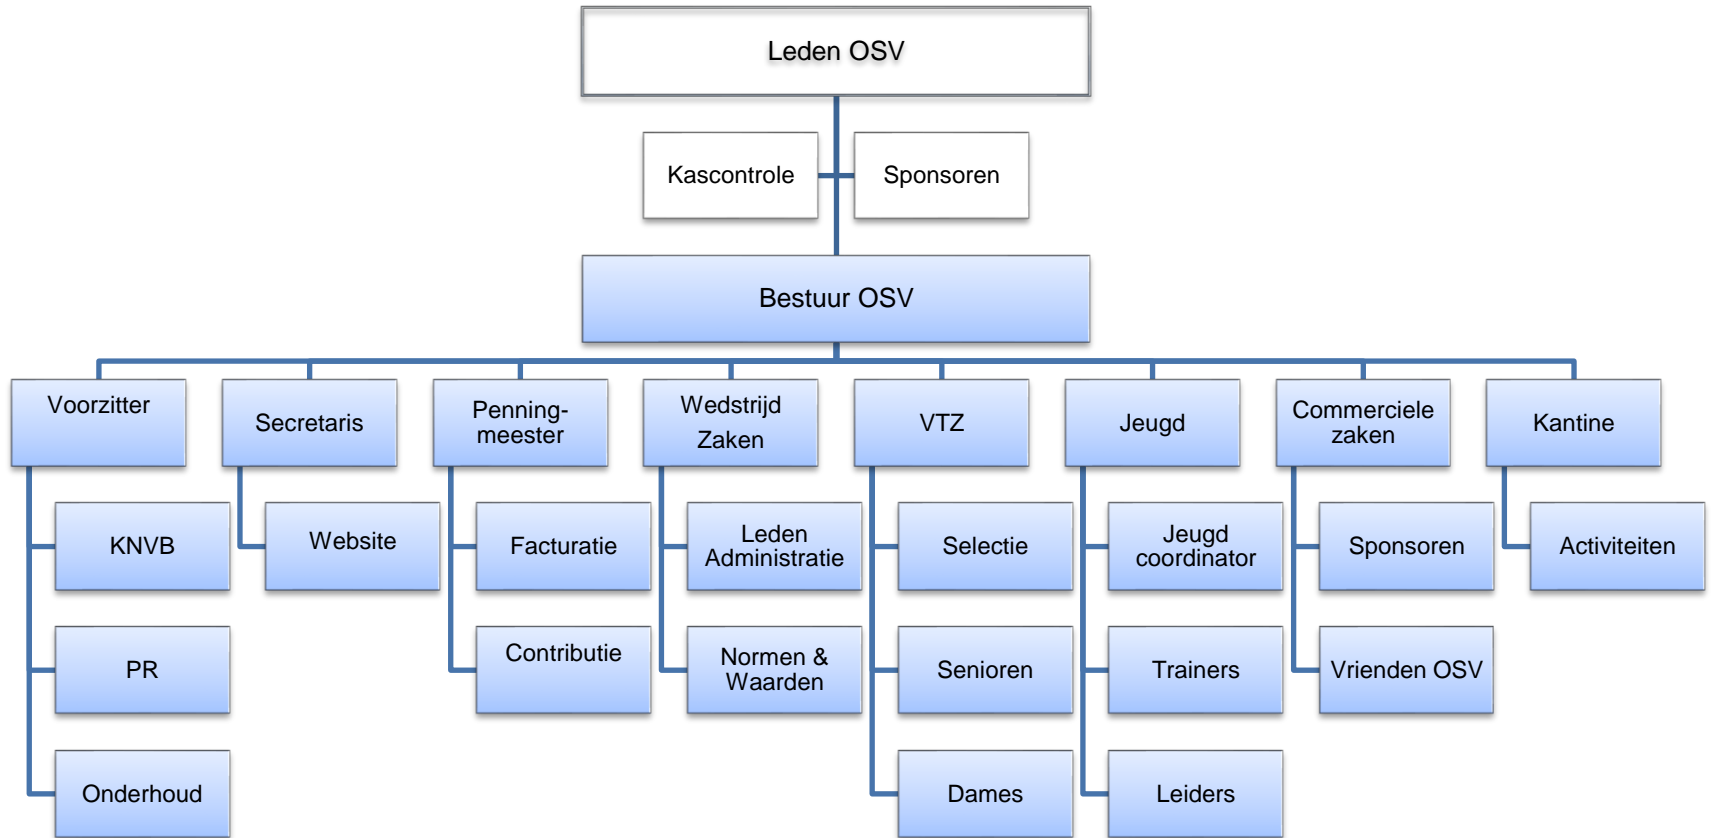 Leden OSV
Kascontrole
Sponsoren
Bestuur OSV
Voorzitter
Secretaris
Penning-
meester
Wedstrijd
Zaken
VTZ
Jeugd
Commerciele
zaken
Kantine
KNVB
Website
Facturatie
Leden
Administratie
Selectie
Jeugd
coordinator
Sponsoren
Activiteiten
PR
Contributie
Normen &
Waarden
Senioren
Trainers
Vrienden OSV
Onderhoud
Dames
Leiders